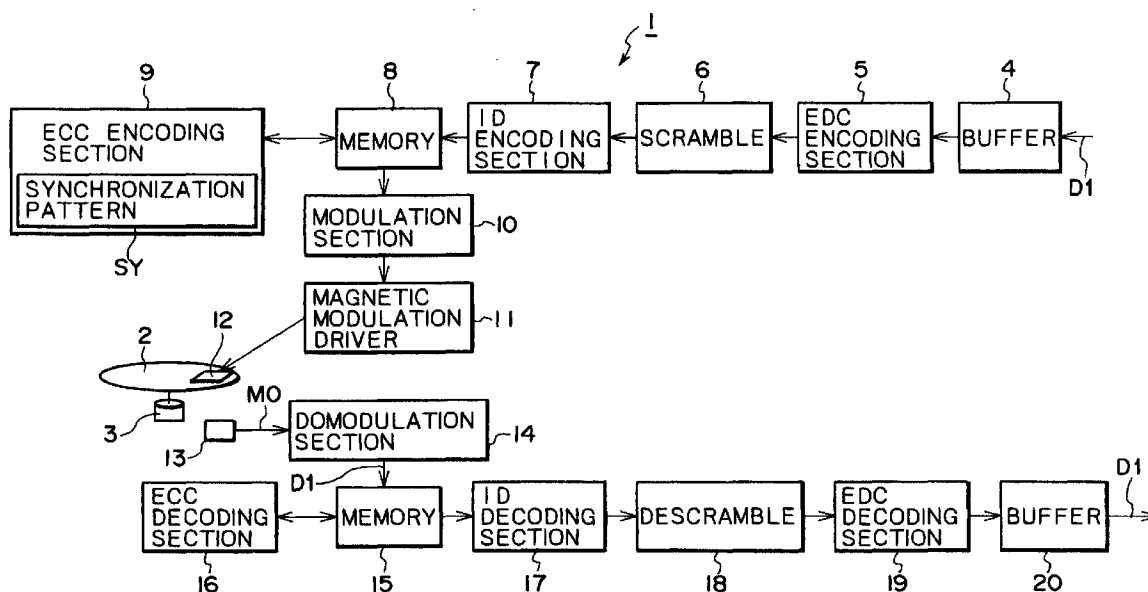 1
9
8
7
6
5
4
ECC ENCODING
SECTION
SYNCHRONIZATION
PATTERN
SY
MEMORY
ID
ENCODING
SECTION
SCRAMBLE
EDC
ENCODING
SECTION
BUFFER
D1
MODULATION
SECTION
10
MAGNETIC
MODULATION
DRIVER
11
2
12
3
13
MO
DOMODULATION
SECTION
14
D1
ECC
DECODING
SECTION
MEMORY
ID
DECODING
SECTION
DESCRAMBLE
EDC
DECODING
SECTION
BUFFER
D1
16
15
17
18
19
20